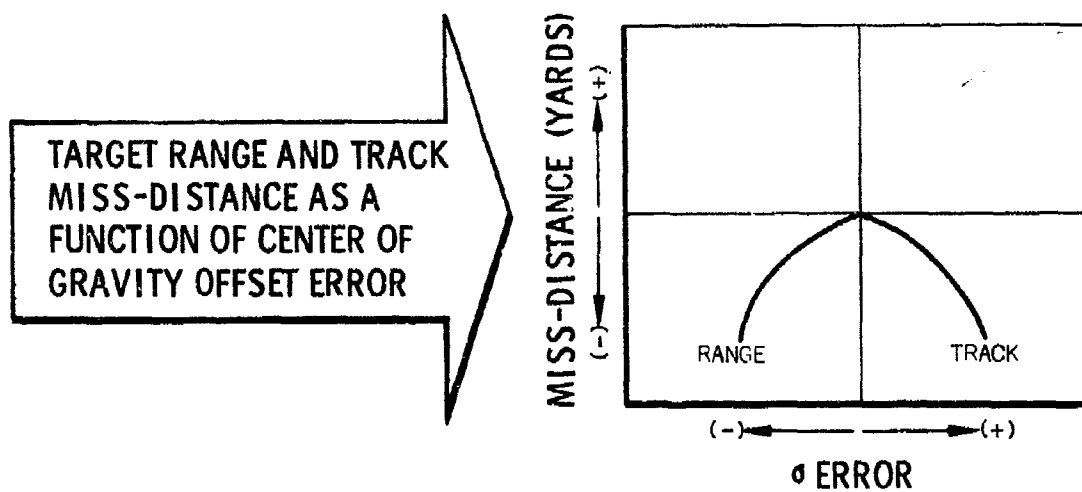 TARGET RANGE AND TRACK
MISS-DISTANCE AS A
FUNCTION OF CENTER OF
GRAVITY OFFSET ERROR
MISS-DISTANCE (YARDS)
(+)
(-)
RANGE
TRACK
(-)
(+)
σ ERROR